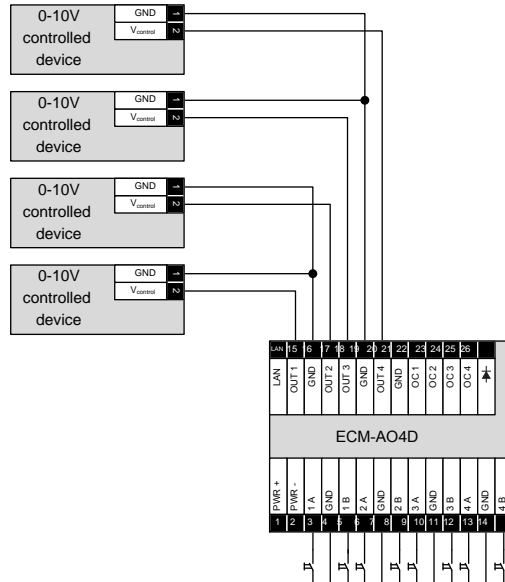 0-10V
controlled
device
GND 1
Vcontrol 2
0-10V
controlled
device
GND 1
Vcontrol 2
0-10V
controlled
device
GND 1
Vcontrol 2
0-10V
controlled
device
GND 1
Vcontrol 2
LAN 15 16 17 18 19 20 21 22 23 24 25 26
LAN
OUT 1
GND
OUT 2
OUT 3
GND
OUT 4
GND
OC 1
OC 2
OC 3
OC 4
ECM-AO4D
PWR +
PWR -
1 A
GND
1 B
2 A
GND
2 B
3 A
GND
3 B
4 A
GND
4 B
1 2 3 4 5 6 7 8 9 10 11 12 13 14